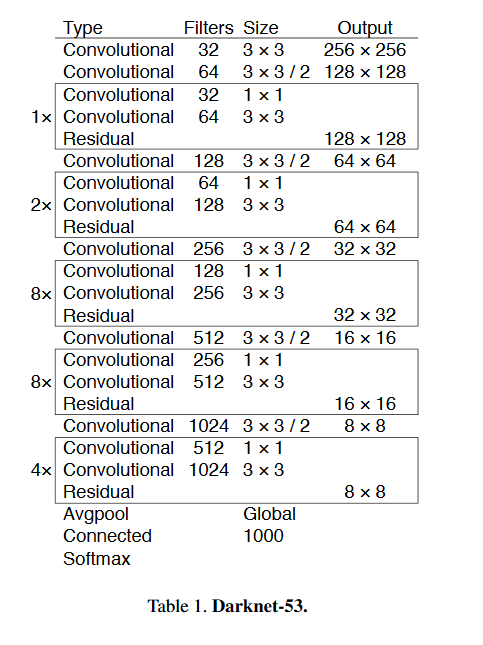 Type Filters Size Output
Convolutional 32 3 × 3 256 × 256
Convolutional 64 3 × 3 / 2 128 × 128
Convolutional 32 1 × 1
1× Convolutional 64 3 × 3
Residual 128 × 128
Convolutional 128 3 × 3 / 2 64 × 64
Convolutional 64 1 × 1
2× Convolutional 128 3 × 3
Residual 64 × 64
Convolutional 256 3 × 3 / 2 32 × 32
Convolutional 128 1 × 1
8× Convolutional 256 3 × 3
Residual 32 × 32
Convolutional 512 3 × 3 / 2 16 × 16
Convolutional 256 1 × 1
8× Convolutional 512 3 × 3
Residual 16 × 16
Convolutional 1024 3 × 3 / 2 8 × 8
Convolutional 512 1 × 1
4× Convolutional 1024 3 × 3
Residual 8 × 8
Avgpool Global
Connected 1000
Softmax
Table 1. Darknet-53.